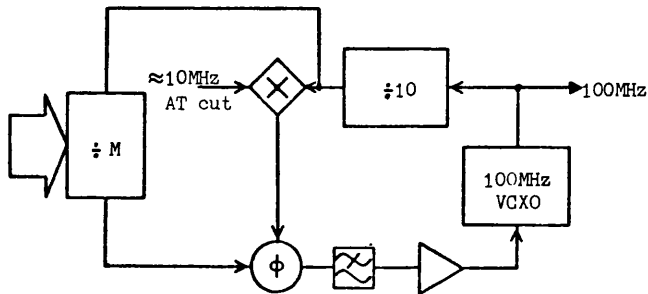 ≈10MHz
AT cut
÷10
100MHz
÷ M
100MHz
VCXO
ϕ